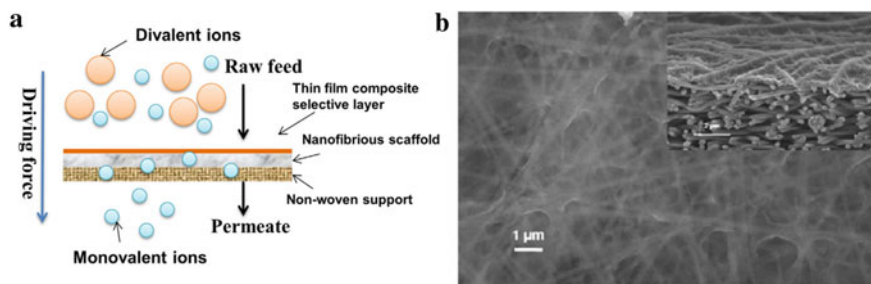 a
Divalent ions
Raw feed
Thin film composite
selective layer
Nanofibrious scaffold
Non-woven support
Driving force
Permeate
Monovalent ions
b
1 µm